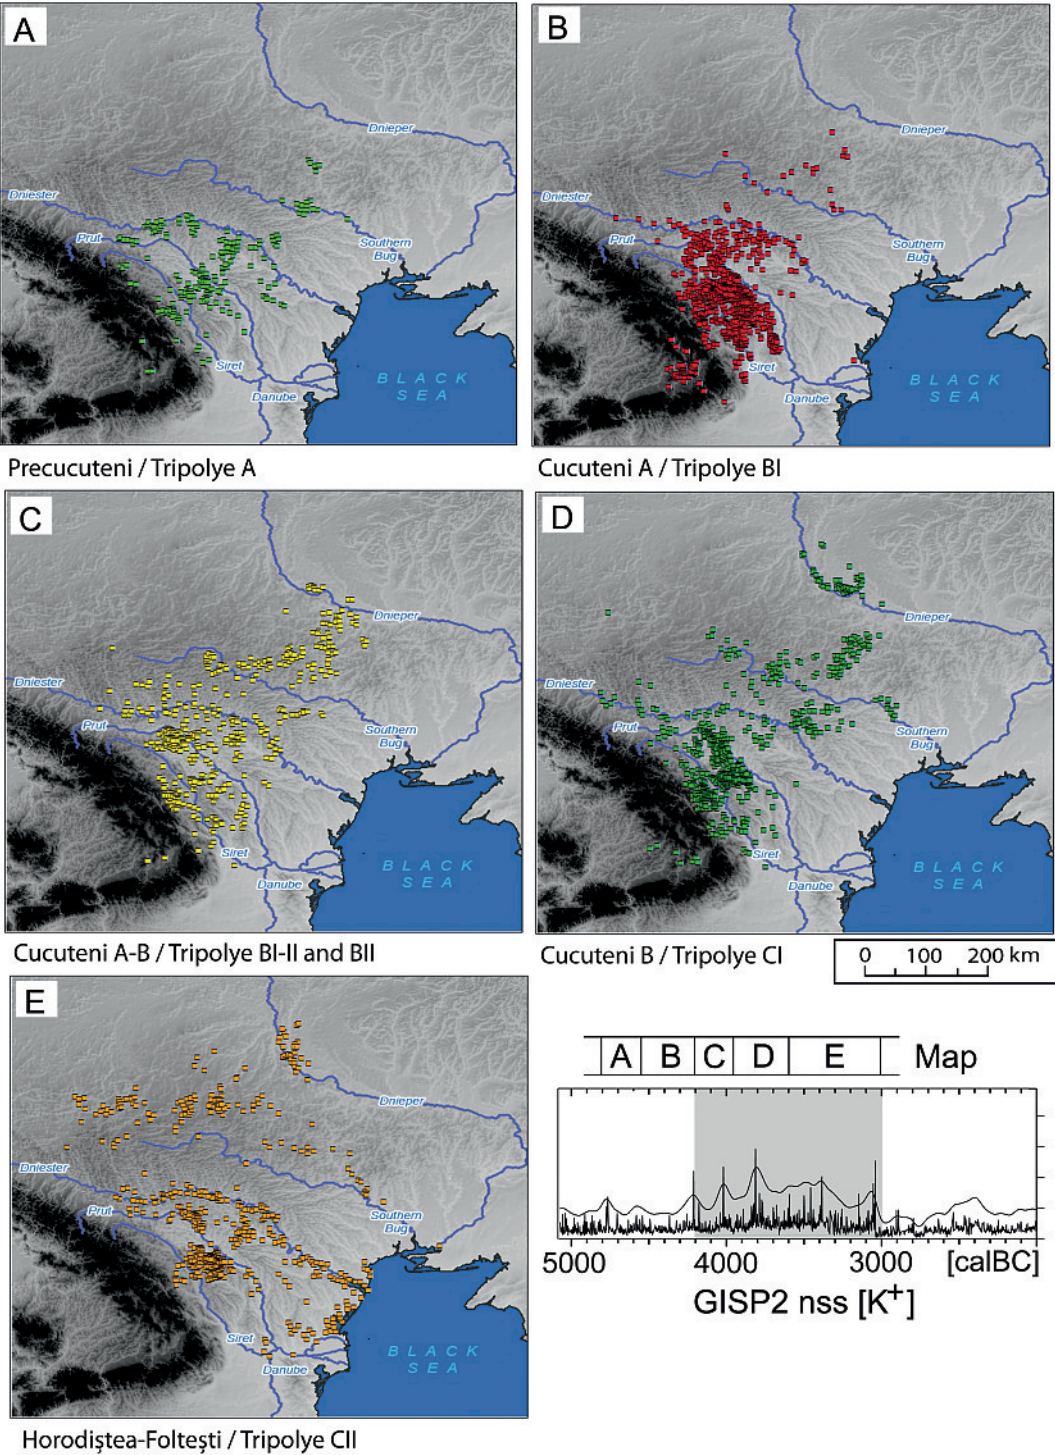 A
Dnieper
Dniester
Prut
Southern
Bug
Siret
Danube
BLACK
SEA
Precucuteni / Tripolye A
B
Dnieper
Dniester
Prut
Southern
Bug
Siret
Danube
BLACK
SEA
Cucuteni A / Tripolye BI
C
Dnieper
Dniester
Prut
Southern
Bug
Siret
Danube
BLACK
SEA
Cucuteni A-B / Tripolye BI-II and BII
D
Dnieper
Dniester
Prut
Southern
Bug
Siret
Danube
BLACK
SEA
Cucuteni B / Tripolye CI
0 100 200 km
E
Dnieper
Dniester
Prut
Southern
Bug
Siret
Danube
BLACK
SEA
Horodiştea-Folteşti / Tripolye CII
A B C D E Map
5000 4000 3000 [calBC]
GISP2 nss [K+]